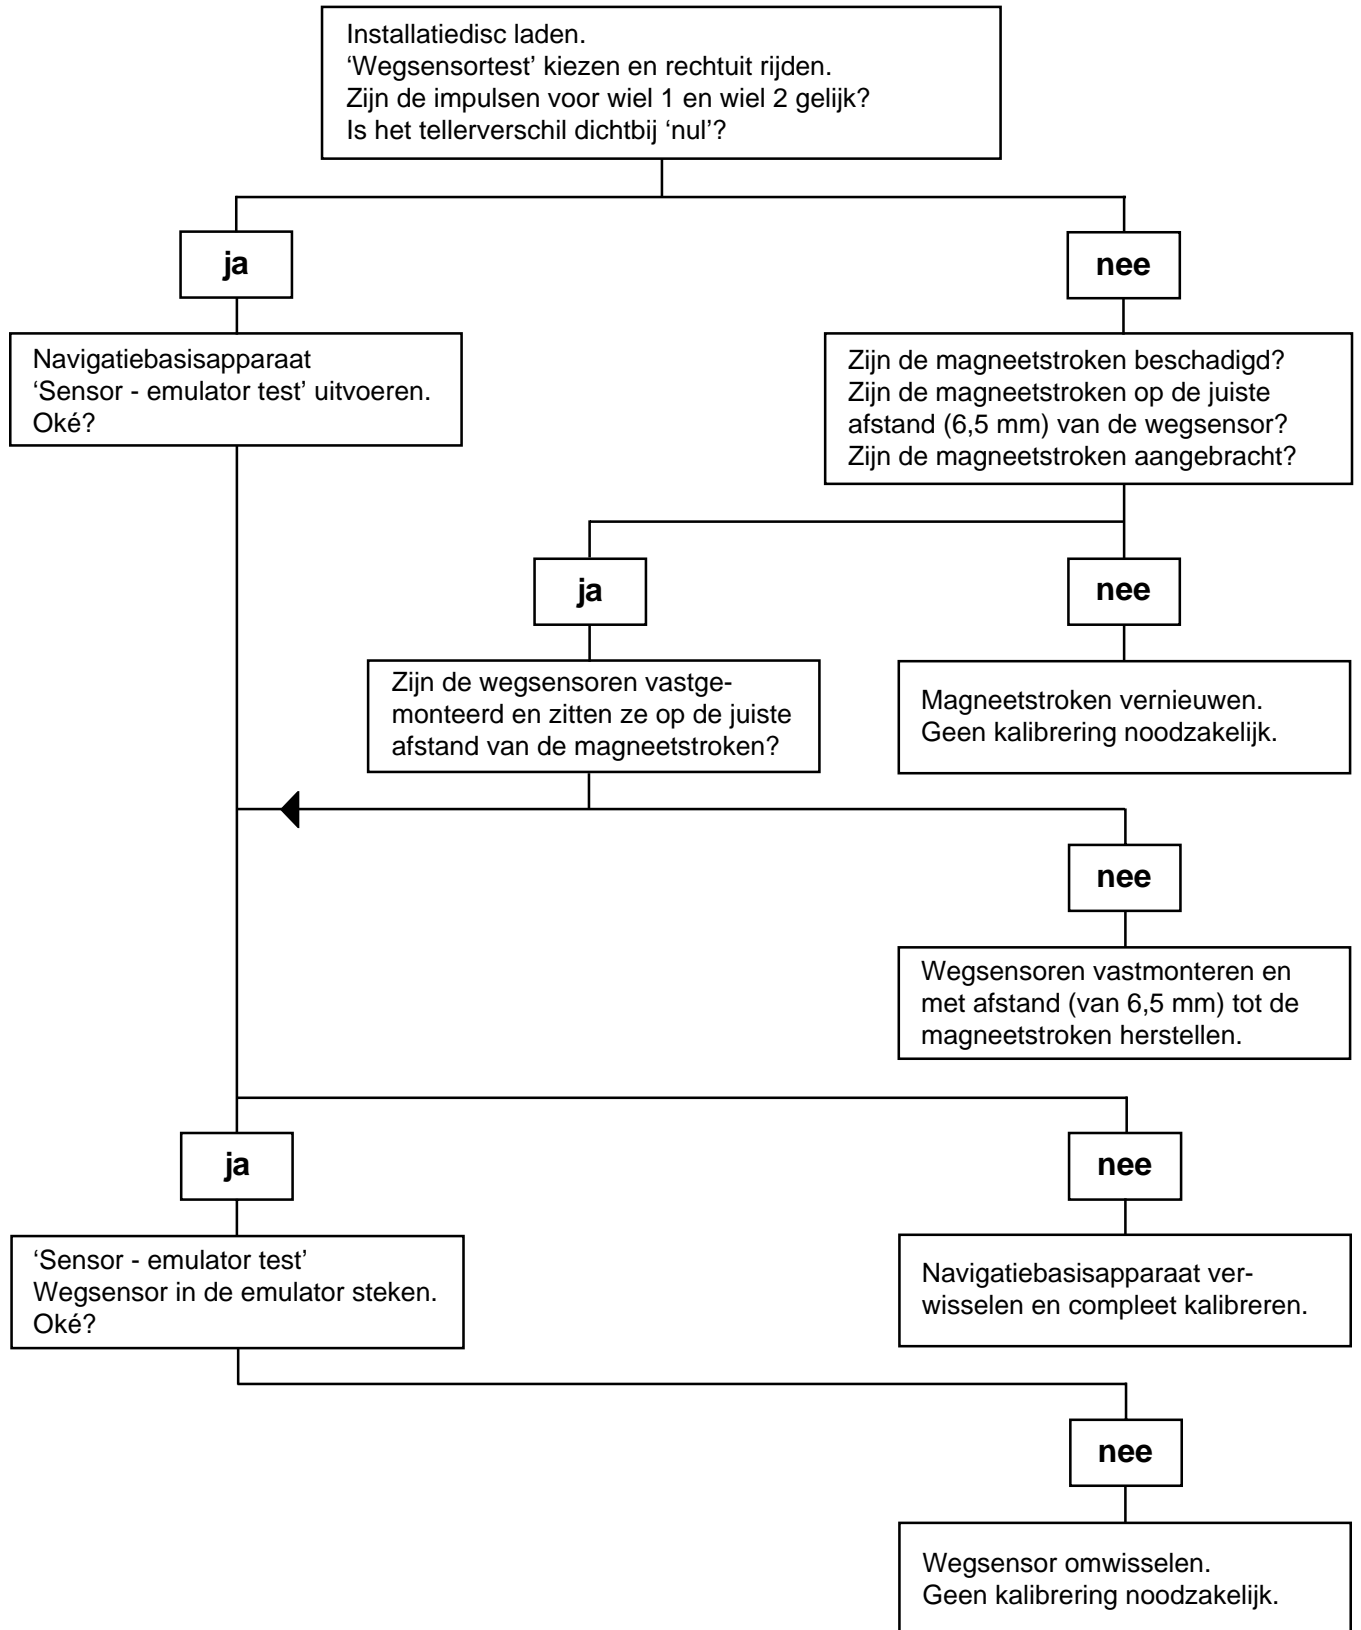 Installatiedisc laden.
‘Wegsensortest’ kiezen en rechtuit rijden.
Zijn de impulsen voor wiel 1 en wiel 2 gelijk?
Is het tellerverschil dichtbij ‘nul’?
ja
nee
Navigatiebasisapparaat
‘Sensor - emulator test’ uitvoeren.
Oké?
Zijn de magneetstroken beschadigd?
Zijn de magneetstroken op de juiste
afstand (6,5 mm) van de wegsensor?
Zijn de magneetstroken aangebracht?
ja
nee
Zijn de wegsensoren vastge-
monteerd en zitten ze op de juiste
afstand van de magneetstroken?
Magneetstroken vernieuwen.
Geen kalibrering noodzakelijk.
nee
Wegsensoren vastmonteren en
met afstand (van 6,5 mm) tot de
magneetstroken herstellen.
ja
nee
‘Sensor - emulator test’
Wegsensor in de emulator steken.
Oké?
Navigatiebasisapparaat ver-
wisselen en compleet kalibreren.
nee
Wegsensor omwisselen.
Geen kalibrering noodzakelijk.